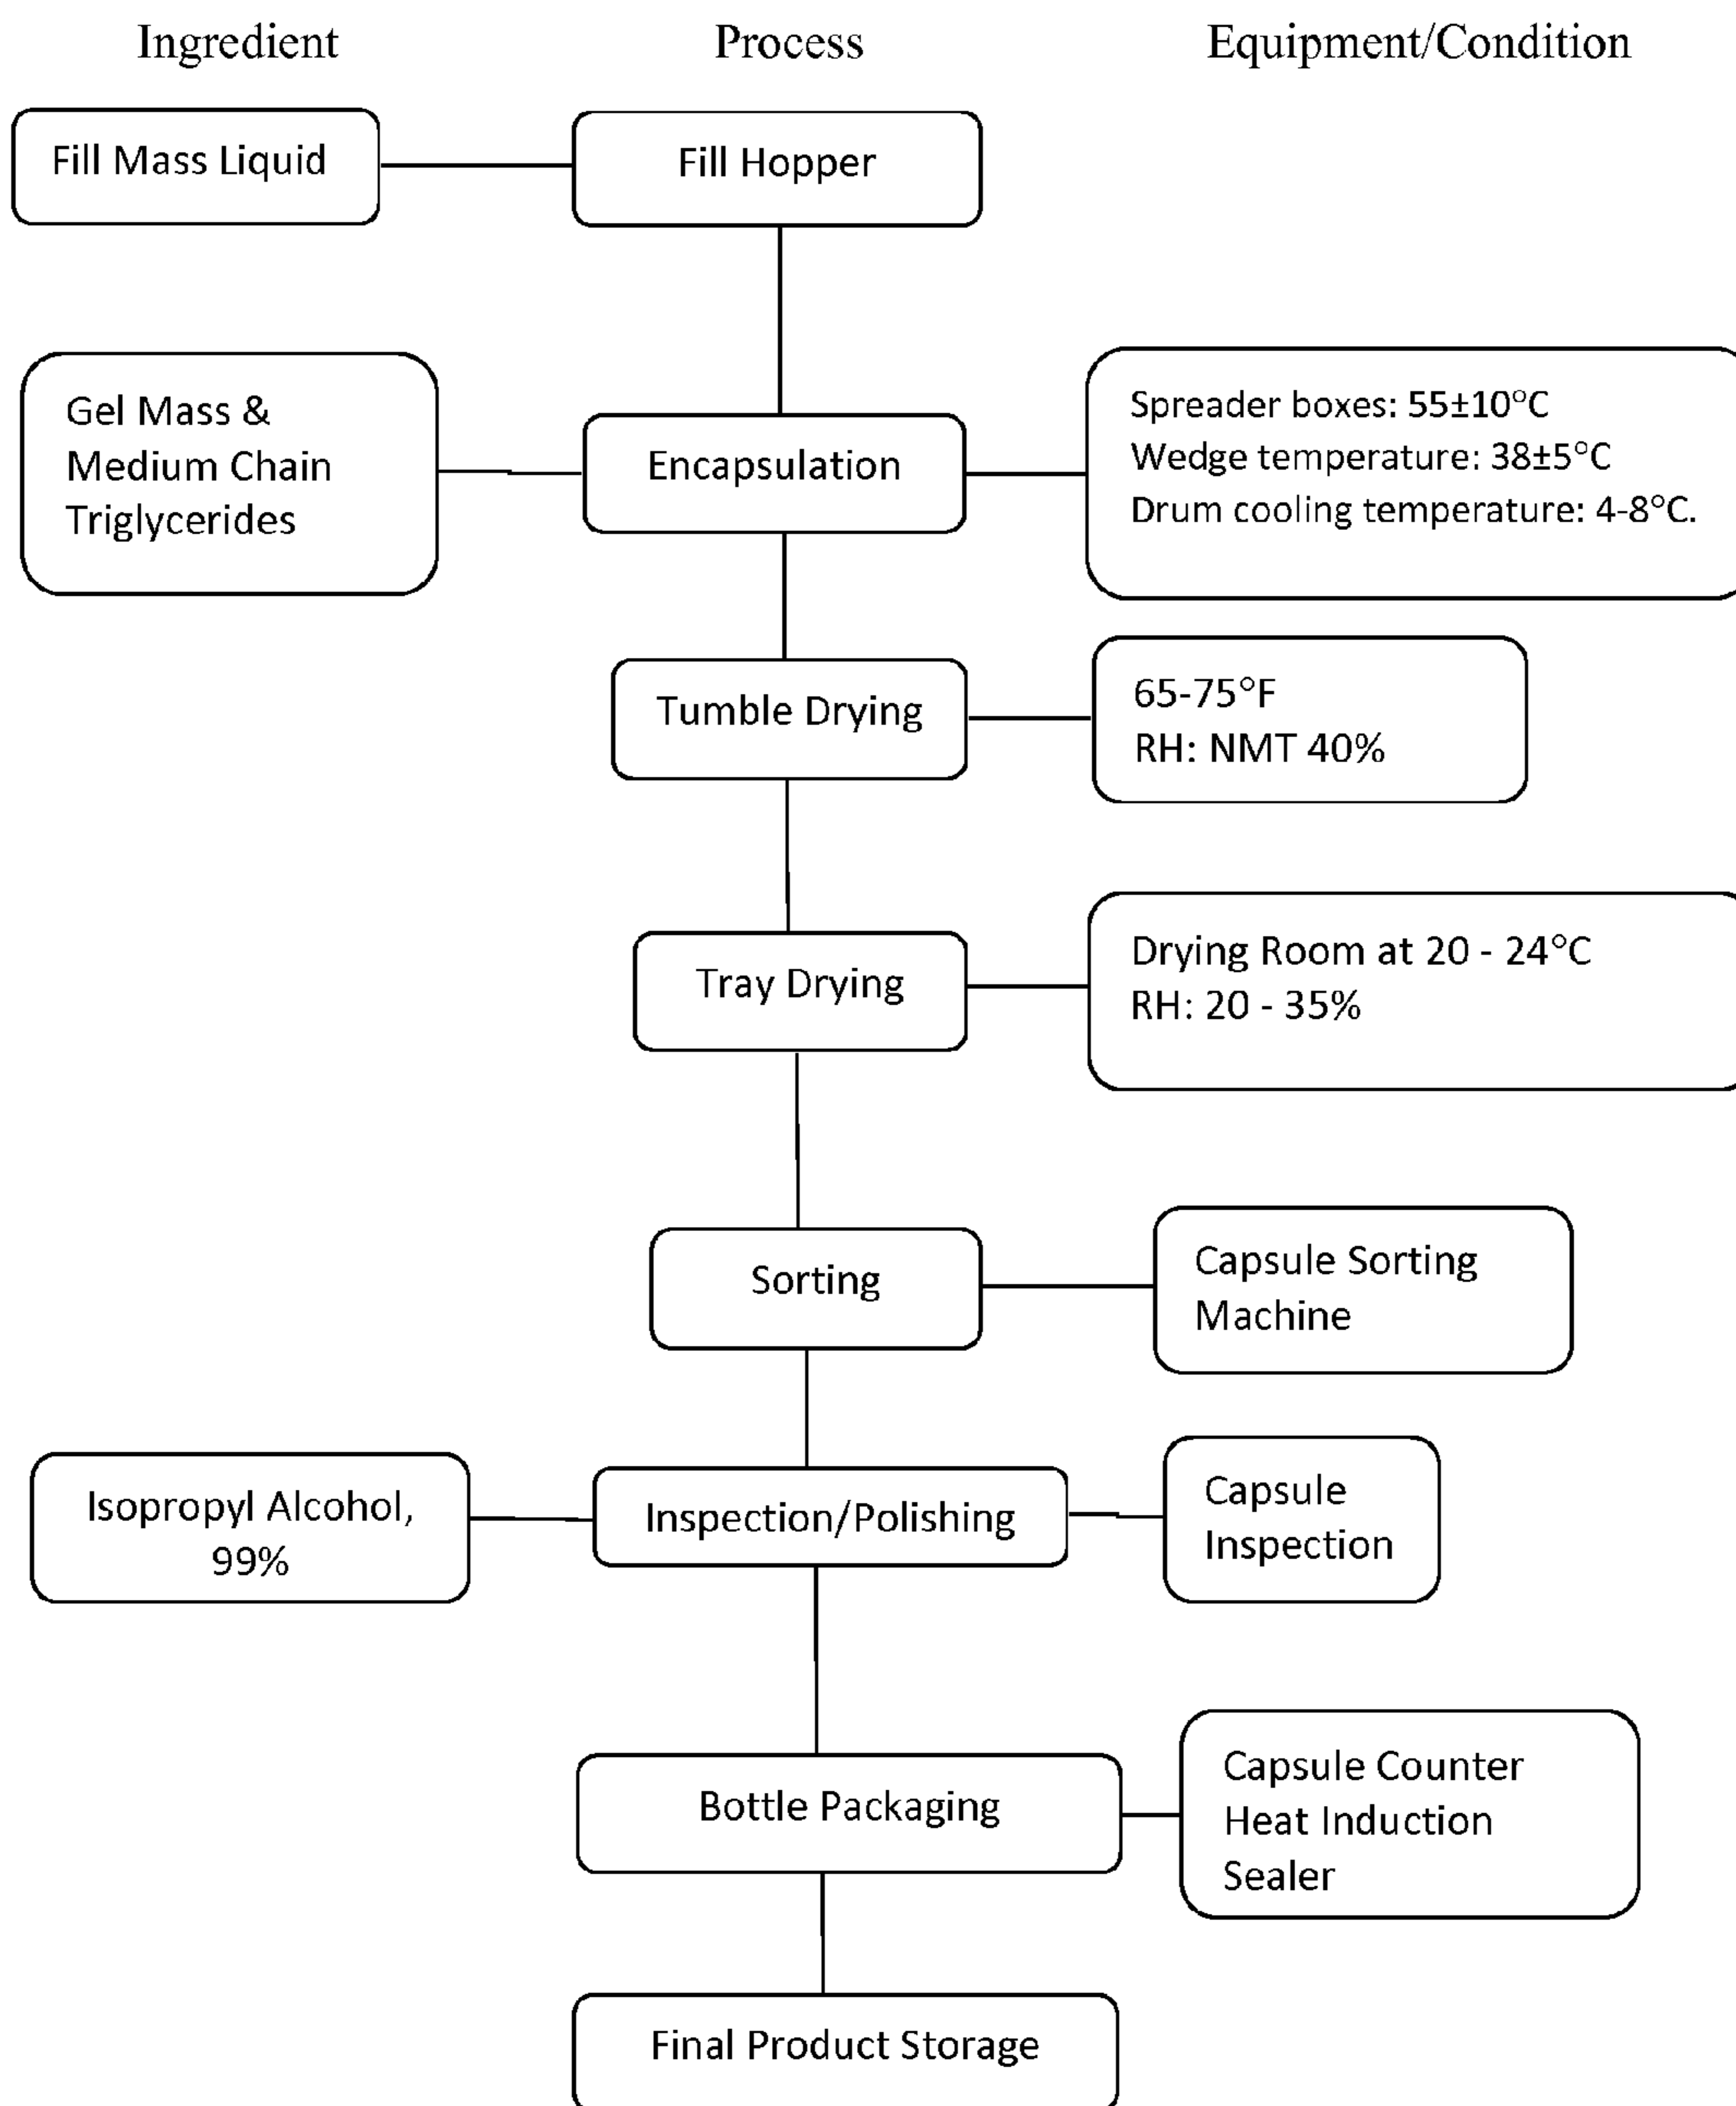 Ingredient
Process
Equipment/Condition
Fill Mass Liquid
Fill Hopper
Gel Mass &
Medium Chain
Triglycerides
Encapsulation
Spreader boxes: 55±10°C
Wedge temperature: 38±5°C
Drum cooling temperature: 4-8°C.
Tumble Drying
65-75°F
RH: NMT 40%
Tray Drying
Drying Room at 20 - 24°C
RH: 20 - 35%
Sorting
Capsule Sorting
Machine
Isopropyl Alcohol,
99%
Inspection/Polishing
Capsule
Inspection
Bottle Packaging
Capsule Counter
Heat Induction
Sealer
Final Product Storage